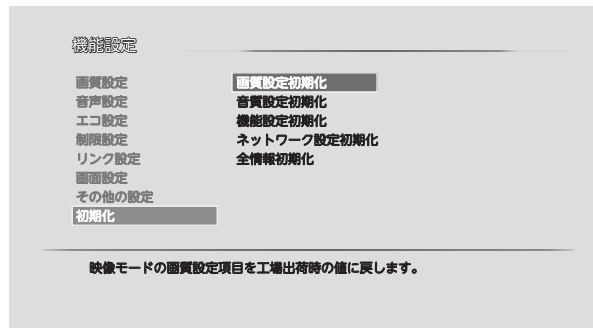 機能設定
画質設定
音声設定
エコ設定
制限設定
リンク設定
画面設定
その他の設定
初期化
画質設定初期化
音質設定初期化
機能設定初期化
ネットワーク設定初期化
全情報初期化
映像モードの画質設定項目を工場出荷時の値に戻します。